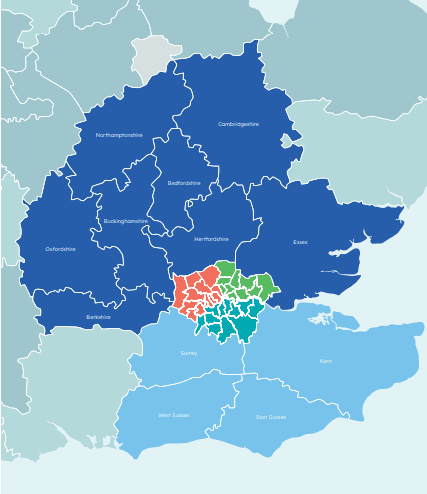 Cambridgeshire
Northamptonshire
Bedfordshire
Buckinghamshire
Hertfordshire
Essex
Oxfordshire
Berkshire
Surrey
Kent
West Sussex
East Sussex